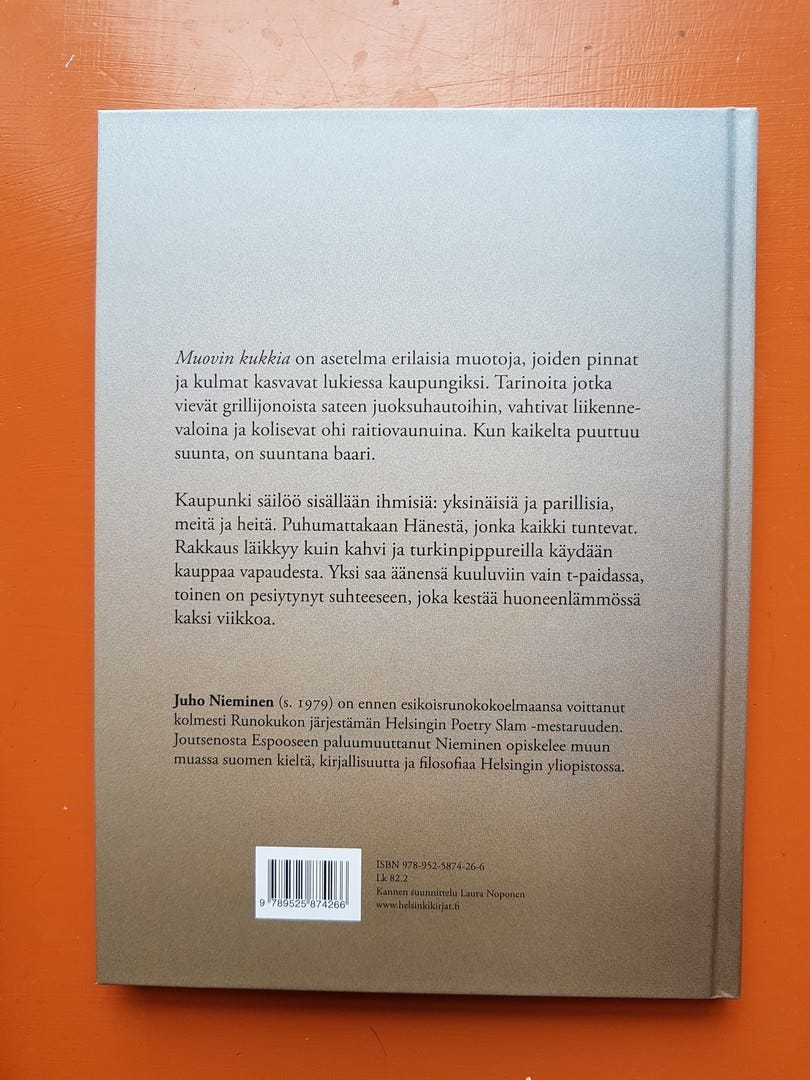 Muovin kukkia on asetelma erilaisia muotoja, joiden pinnat
ja kulmat kasvavat lukiessa kaupungiksi. Tarinoita jotka
vievät grillijonoista sateen juoksuhautoihin, vahtivat liikenne-
valoina ja kolisevat ohi raitiovaunuina. Kun kaikelta puuttuu
suunta, on suuntana baari.
Kaupunki säilöö sisällään ihmisiä: yksinäisiä ja parillisia,
meitä ja heitä. Puhumattakaan Hänestä, jonka kaikki tuntevat.
Rakkaus läikkyy kuin kahvi ja turkinpippureilla käydään
kauppaa vapaudesta. Yksi saa äänensä kuuluviin vain t-paidassa,
toinen on pesiytynyt suhteeseen, joka kestää huoneenlämmössä
kaksi viikkoa.
Juho Nieminen (s. 1979) on ennen esikoisrunokokoelmaansa voittanut
kolmesti Runokukon järjestämän Helsingin Poetry Slam -mestaruuden.
Joutsenosta Espooseen paluumuuttanut Nieminen opiskelee muun
muassa suomen kieltä, kirjallisuutta ja filosofiaa Helsingin yliopistossa.
9 789525 874266
ISBN 978-952-5874-26-6
Lk 82.2
Kannen suunnittelu Laura Noponen
www.helsinkikirjat.fi